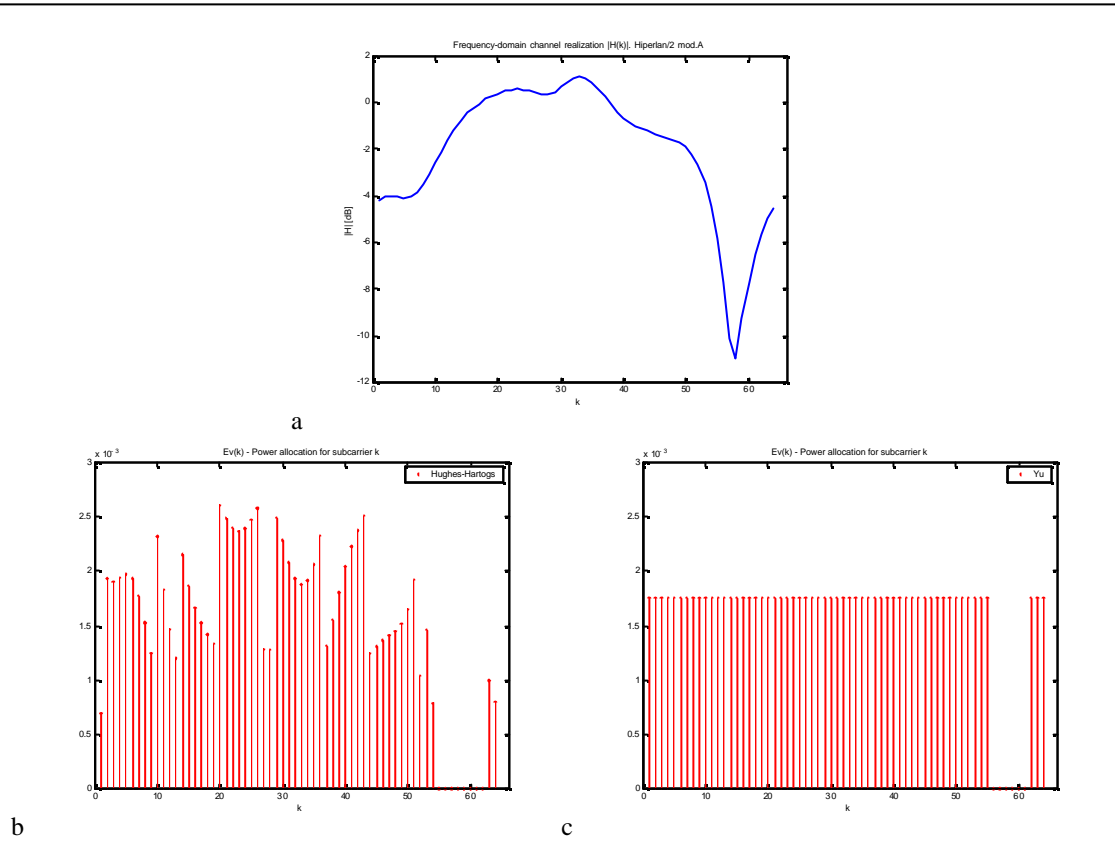 Frequency-domain channel realization |H(k)|. Hiperlan/2 mod.A
2
0
-2
-4
-6
-8
-10
-12
|H| [dB]
0 10 20 30 40 50 60
k
a
x 10⁻³
Ev(k) - Power allocation for subcarrier k
Hughes-Hartogs
3
2.5
2
1.5
1
0.5
0
0 10 20 30 40 50 60
k
b
x 10⁻³
Ev(k) - Power allocation for subcarrier k
Yu
3
2.5
2
1.5
1
0.5
0
0 10 20 30 40 50 60
k
c